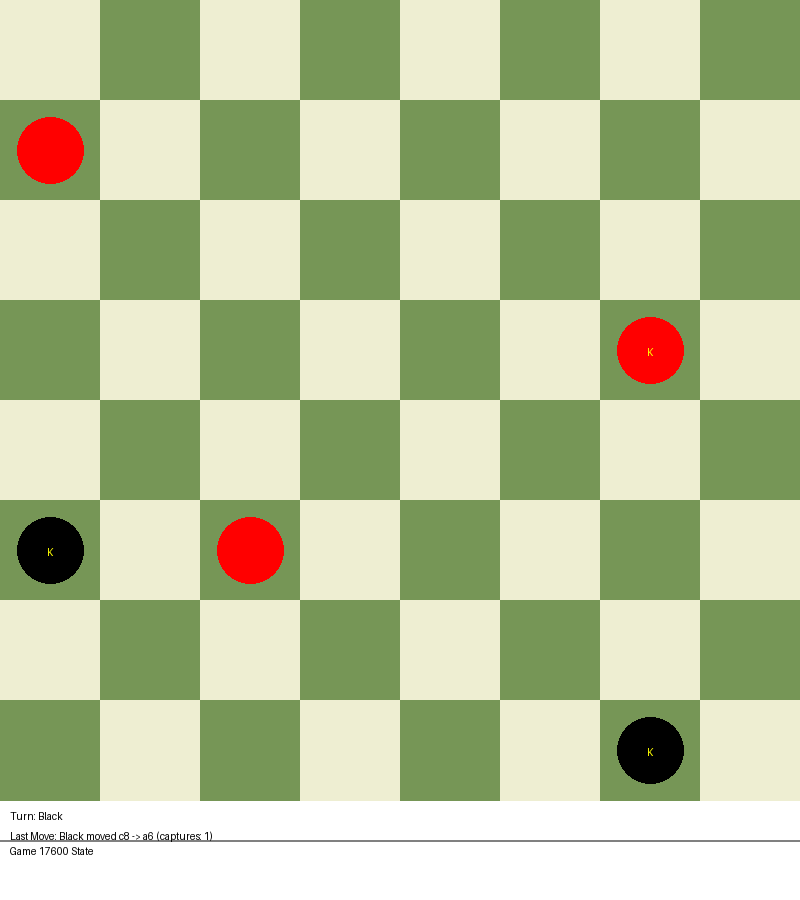 K
K
K
Turn: Black
Last Move: Black moved c8 -> a6 (captures: 1)
Game 17600 State